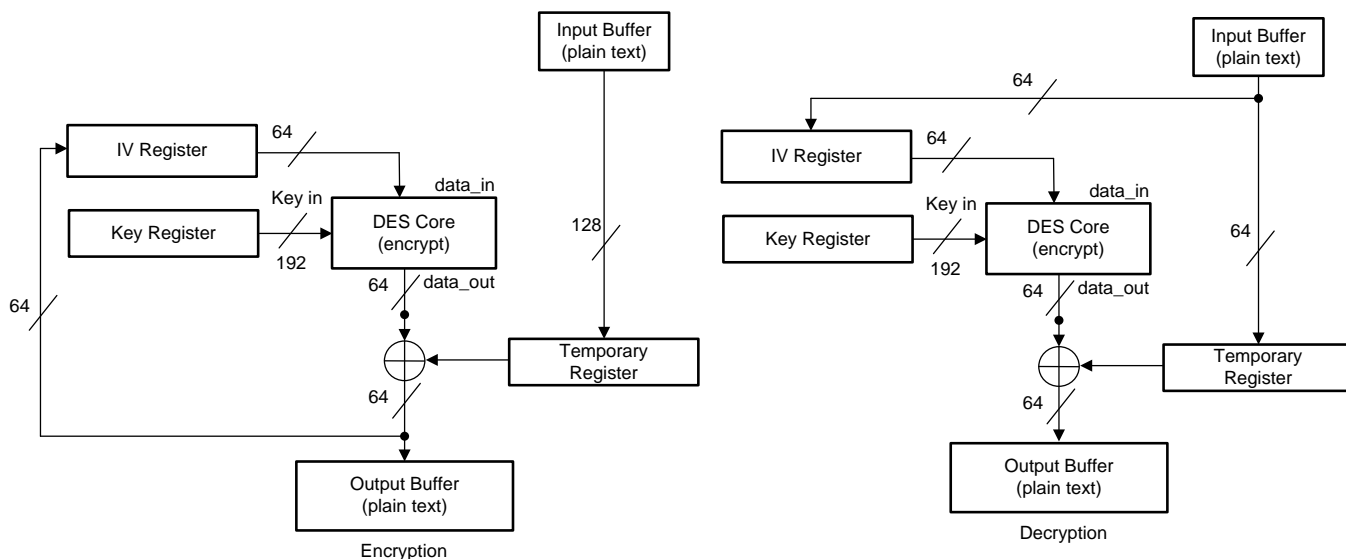 Input Buffer
(plain text)
64
IV Register
data_in
Key in
Key Register
DES Core
(encrypt)
128
192
64
data_out
64
Temporary
Register
64
Output Buffer
(plain text)
Encryption
Input Buffer
(plain text)
64
64
IV Register
data_in
Key in
Key Register
DES Core
(encrypt)
64
192
64
data_out
Temporary
Register
64
Output Buffer
(plain text)
Decryption